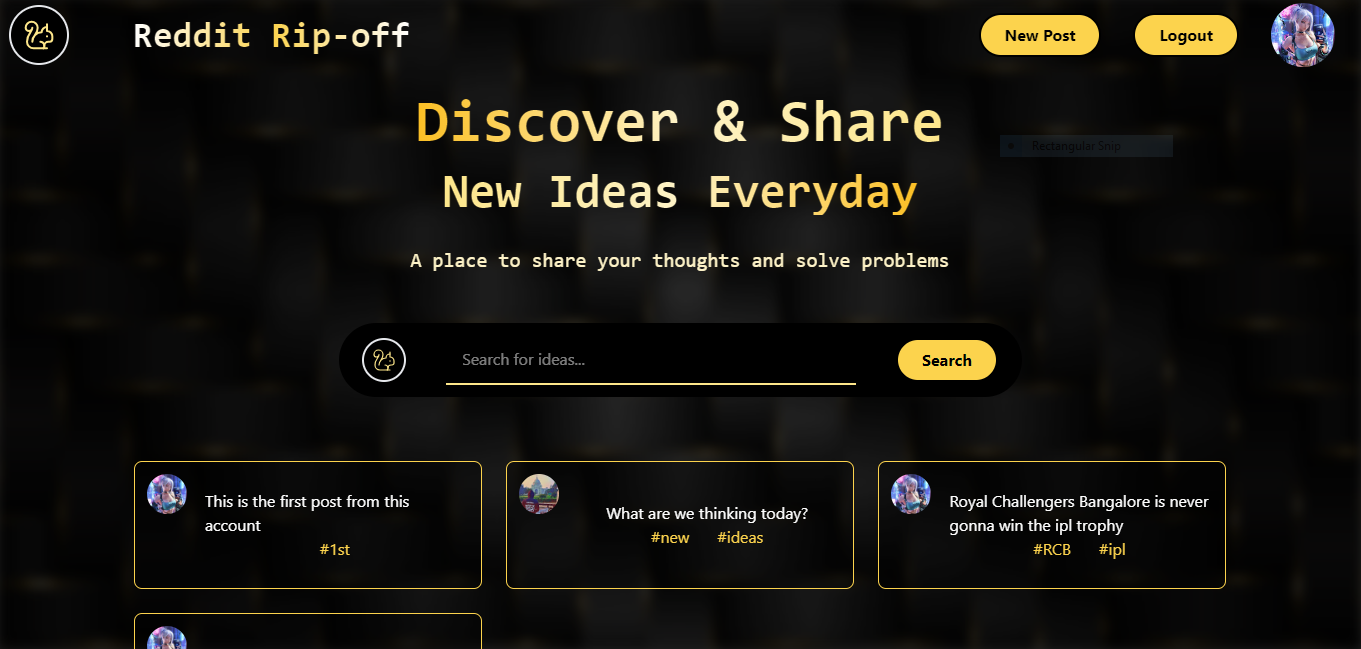 Reddit Rip-off
New Post
Logout
Discover & Share
New Ideas Everyday
Rectangular Snip
A place to share your thoughts and solve problems
Search for ideas...
Search
This is the first post from this
account
#1st
What are we thinking today?
#new #ideas
Royal Challengers Bangalore is never
gonna win the ipl trophy
#RCB #ipl